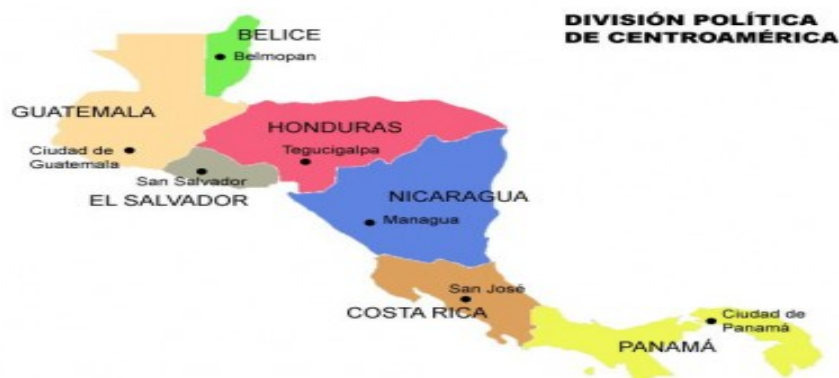 DIVISIÓN POLÍTICA
DE CENTROAMÉRICA
BELICE
Belmopan
GUATEMALA
Ciudad de
Guatemala
HONDURAS
Tegucigalpa
San Salvador
EL SALVADOR
NICARAGUA
Managua
San José
COSTA RICA
Ciudad de
Panamá
PANAMÁ